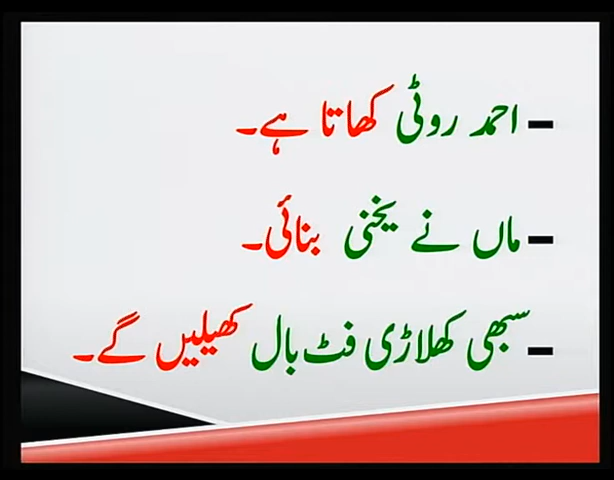 - احمد روٹی کھاتا ہے۔
- ماں نے یخنی بنائی۔
- سبھی کھلاڑی فٹ بال کھیلیں گے۔